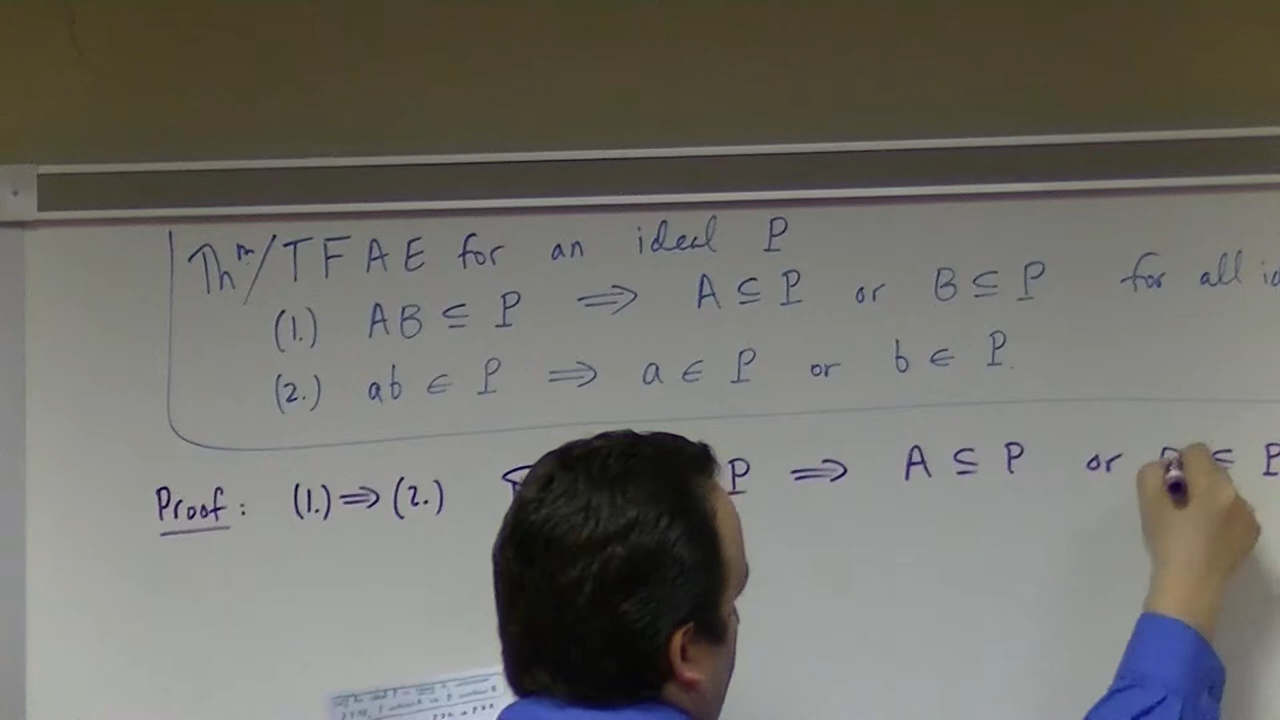 Thm/ TFAE for an ideal P
(1.) AB ⊆ P ⟹ A ⊆ P or B ⊆ P for all
(2.) ab ∈ P ⟹ a ∈ P or b ∈ P.
Proof: (1.) ⟹ (2.) P ⟹ A ⊆ P or ⊆ P